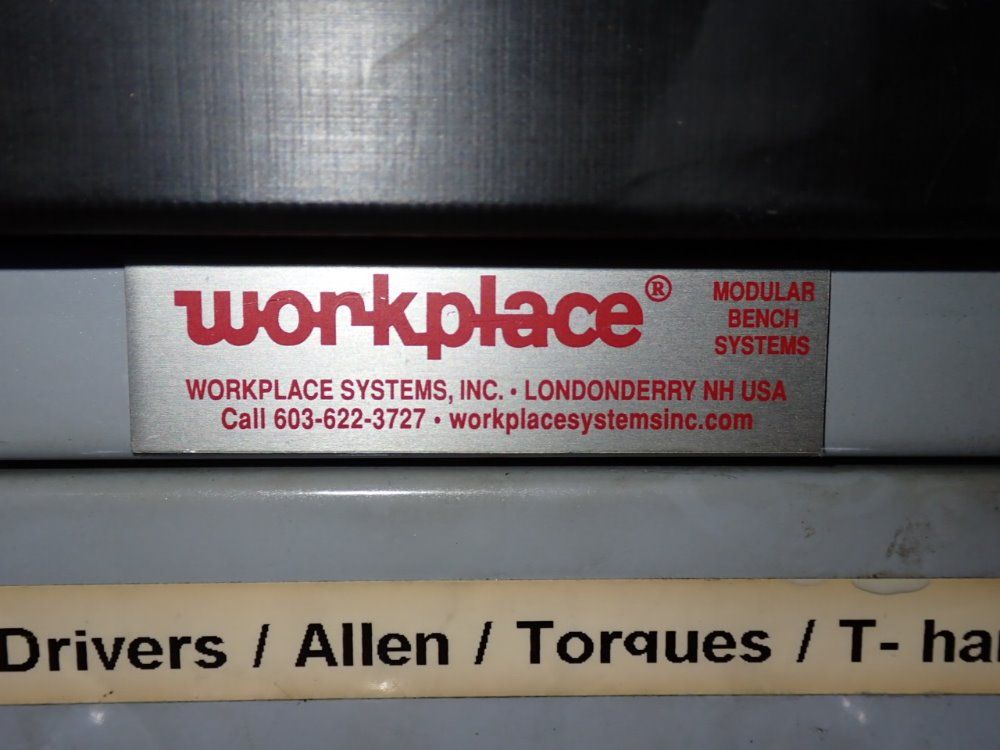 workplace®
MODULAR
BENCH
SYSTEMS
WORKPLACE SYSTEMS, INC. • LONDONDERRY NH USA
Call 603-622-3727 • workplacesystemsinc.com
Drivers / Allen / Torques / T- ha